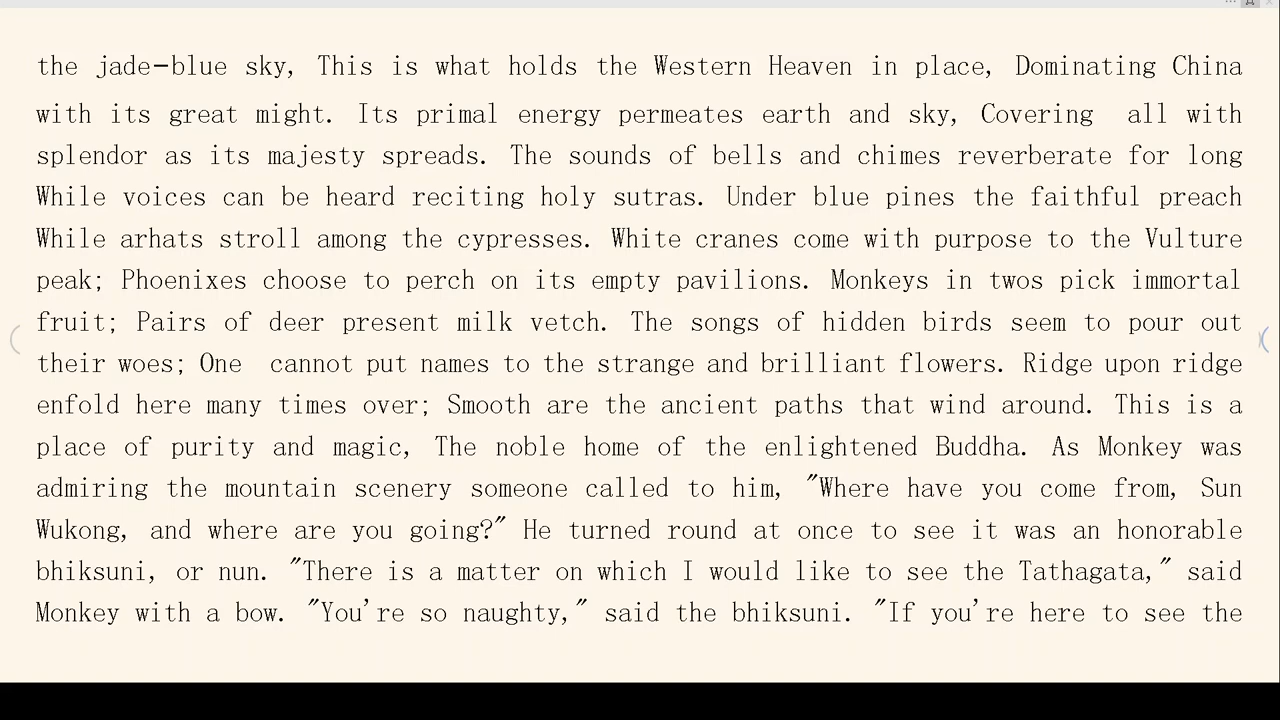 the jade-blue sky, This is what holds the Western Heaven in place, Dominating China
with its great might. Its primal energy permeates earth and sky, Covering all with
splendor as its majesty spreads. The sounds of bells and chimes reverberate for long
While voices can be heard reciting holy sutras. Under blue pines the faithful preach
While arhats stroll among the cypresses. White cranes come with purpose to the Vulture
peak; Phoenixes choose to perch on its empty pavilions. Monkeys in twos pick immortal
fruit; Pairs of deer present milk vetch. The songs of hidden birds seem to pour out
their woes; One cannot put names to the strange and brilliant flowers. Ridge upon ridge
enfold here many times over; Smooth are the ancient paths that wind around. This is a
place of purity and magic, The noble home of the enlightened Buddha. As Monkey was
admiring the mountain scenery someone called to him, "Where have you come from, Sun
Wukong, and where are you going?" He turned round at once to see it was an honorable
bhiksuni, or nun. "There is a matter on which I would like to see the Tathagata," said
Monkey with a bow. "You're so naughty," said the bhiksuni. "If you're here to see the